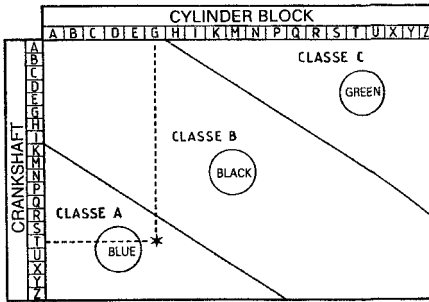 CYLINDER BLOCK
A B C D E G H I K M N P Q R S T U X Y Z
CRANKSHAFT
A
B
C
D
E
G
H
I
K
M
N
P
Q
R
S
T
U
X
Y
Z
CLASSE C
GREEN
CLASSE B
BLACK
CLASSE A
BLUE